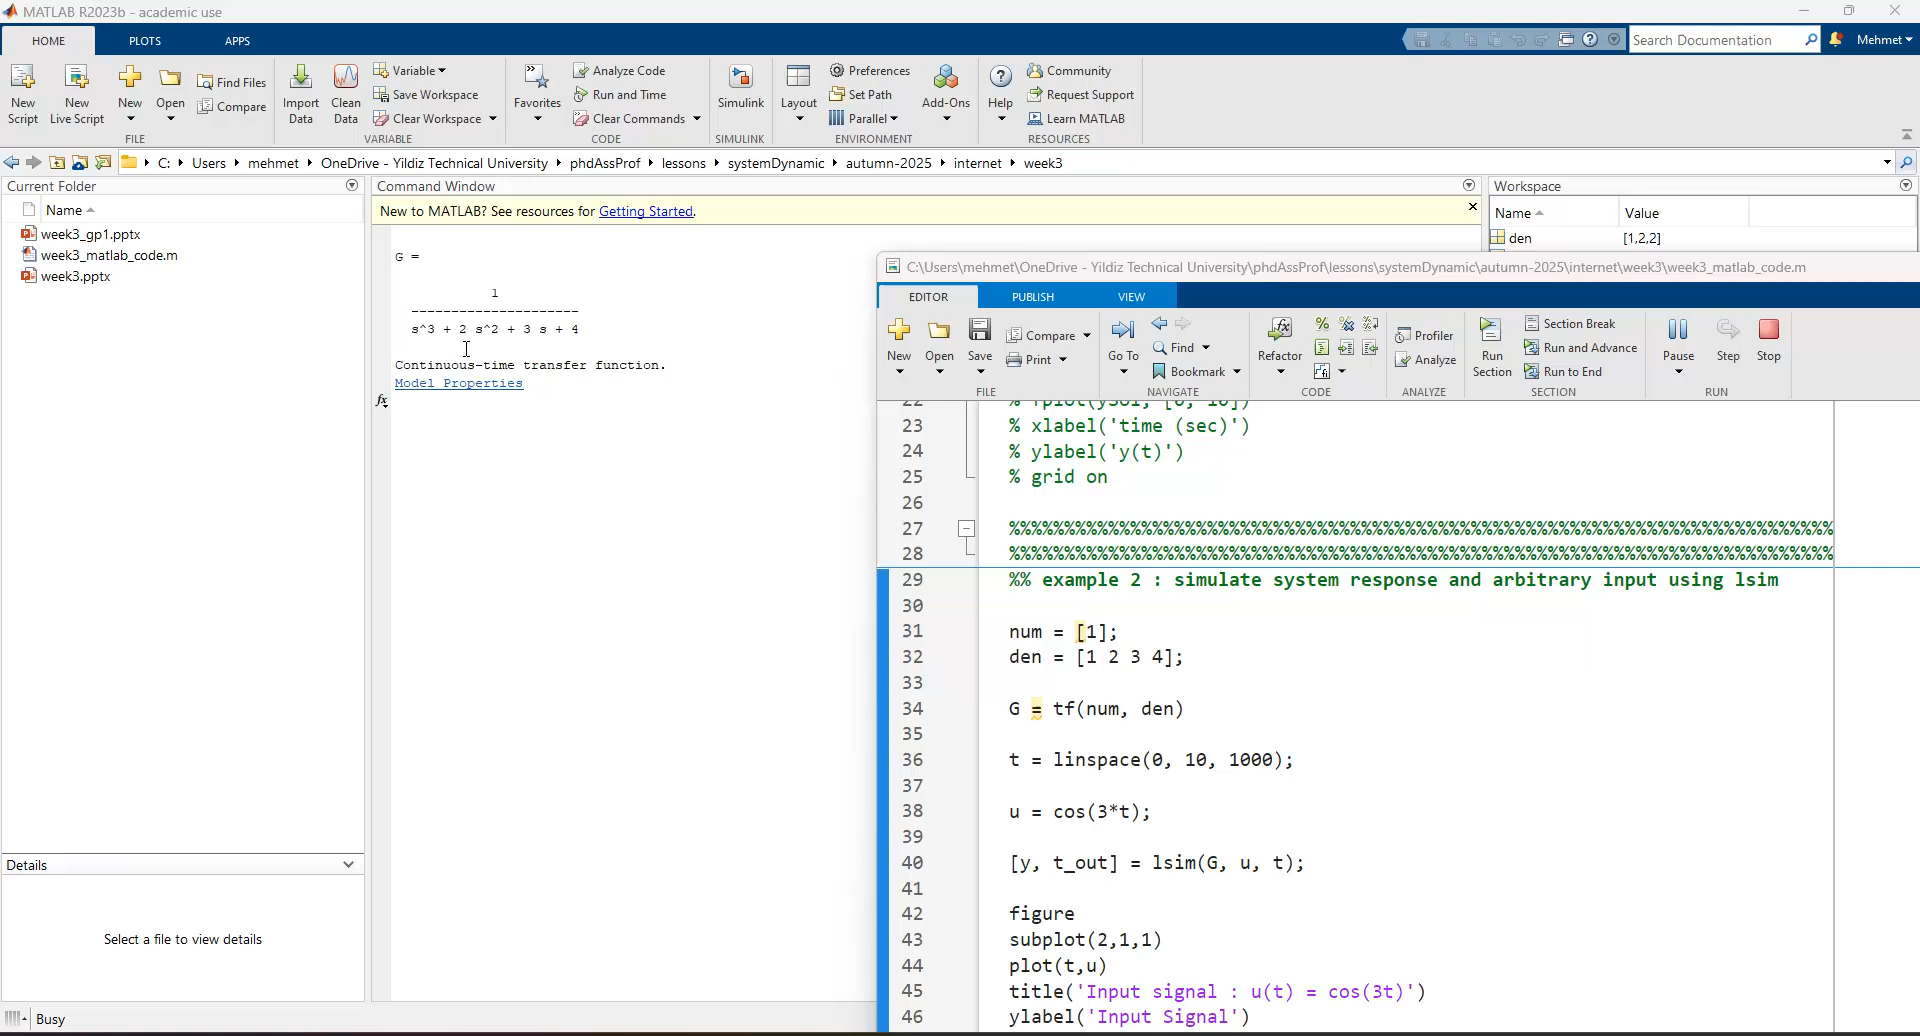 MATLAB R2023b - academic use
HOME PLOTS APPS
Search Documentation
Mehmet
New Script
New Live Script
New
Open
Find Files
Compare
FILE
Import Data
Clean Data
Variable
Save Workspace
Clear Workspace
VARIABLE
Favorites
Analyze Code
Run and Time
Clear Commands
CODE
Simulink
SIMULINK
Layout
Preferences
Set Path
Parallel
Add-Ons
ENVIRONMENT
Help
Community
Request Support
Learn MATLAB
RESOURCES
C: Users mehmet OneDrive - Yildiz Technical University phdAssProf lessons systemDynamic autumn-2025 internet week3
Current Folder
Name
week3_gp1.pptx
week3_matlab_code.m
week3.pptx
Details
Select a file to view details
Busy
Command Window
New to MATLAB? See resources for Getting Started.
G =
1
---------------------
s^3 + 2 s^2 + 3 s + 4
Continuous-time transfer function.
Model Properties
fx
Workspace
Name Value
den [1,2,2]
C:\Users\mehmet\OneDrive - Yildiz Technical University\phdAssProf\lessons\systemDynamic\autumn-2025\internet\week3\week3_matlab_code.m
EDITOR PUBLISH VIEW
New
Open
Save
Compare
Print
FILE
Go To
Find
Bookmark
NAVIGATE
Refactor
CODE
Profiler
Analyze
ANALYZE
Run Section
Section Break
Run and Advance
Run to End
SECTION
Pause
Step
Stop
RUN
22 % fplot(ySol, [0, 10])
23 % xlabel('time (sec)')
24 % ylabel('y(t)')
25 % grid on
26
27 %%%%%%%%%%%%%%%%%%%%%%%%%%%%%%%%%%%%%%%%%%%%%%%%%%%%%%%%%%%%%%%%%%%%%%%%%%%
28 %%%%%%%%%%%%%%%%%%%%%%%%%%%%%%%%%%%%%%%%%%%%%%%%%%%%%%%%%%%%%%%%%%%%%%%%%%%
29 %% example 2 : simulate system response and arbitrary input using lsim
30
31 num = [1];
32 den = [1 2 3 4];
33
34 G = tf(num, den)
35
36 t = linspace(0, 10, 1000);
37
38 u = cos(3*t);
39
40 [y, t_out] = lsim(G, u, t);
41
42 figure
43 subplot(2,1,1)
44 plot(t,u)
45 title('Input signal : u(t) = cos(3t)')
46 ylabel('Input Signal')